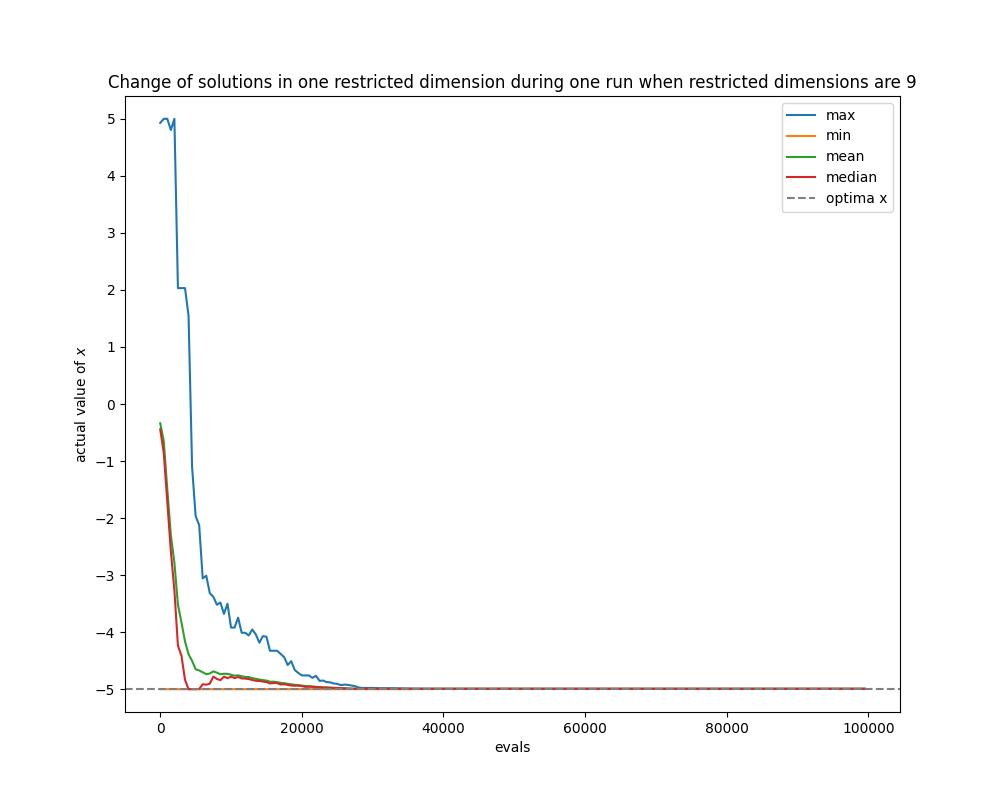 Change of solutions in one restricted dimension during one run when restricted dimensions are 9
max
min
mean
median
optima x
5
4
3
2
1
0
−1
−2
−3
−4
−5
actual value of x
0
20000
40000
60000
80000
100000
evals